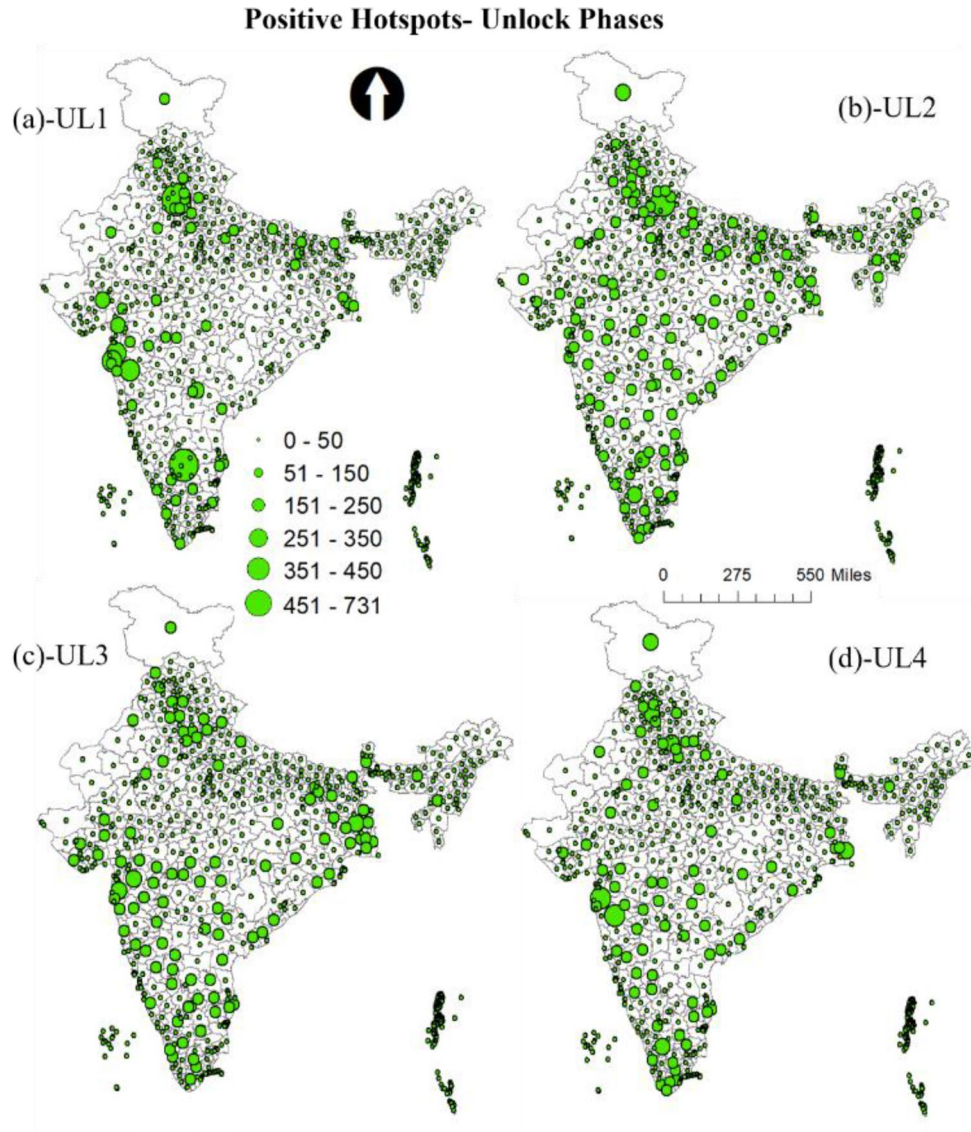 Positive Hotspots- Unlock Phases
(a)-UL1
(b)-UL2
0 - 50
51 - 150
151 - 250
251 - 350
351 - 450
451 - 731
0 275 550 Miles
(c)-UL3
(d)-UL4